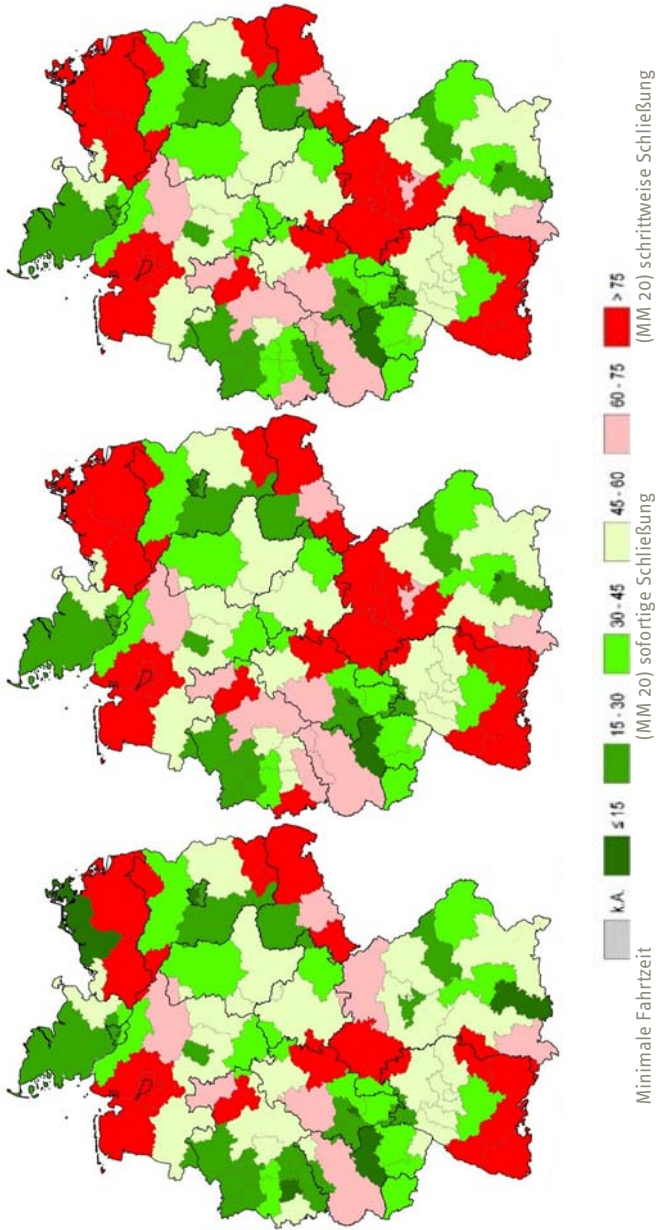 k.A.
≤ 15
15 - 30
30 - 45
45 - 60
60 - 75
> 75
Minimale Fahrtzeit
(MM 20) sofortige Schließung
(MM 20) schrittweise Schließung